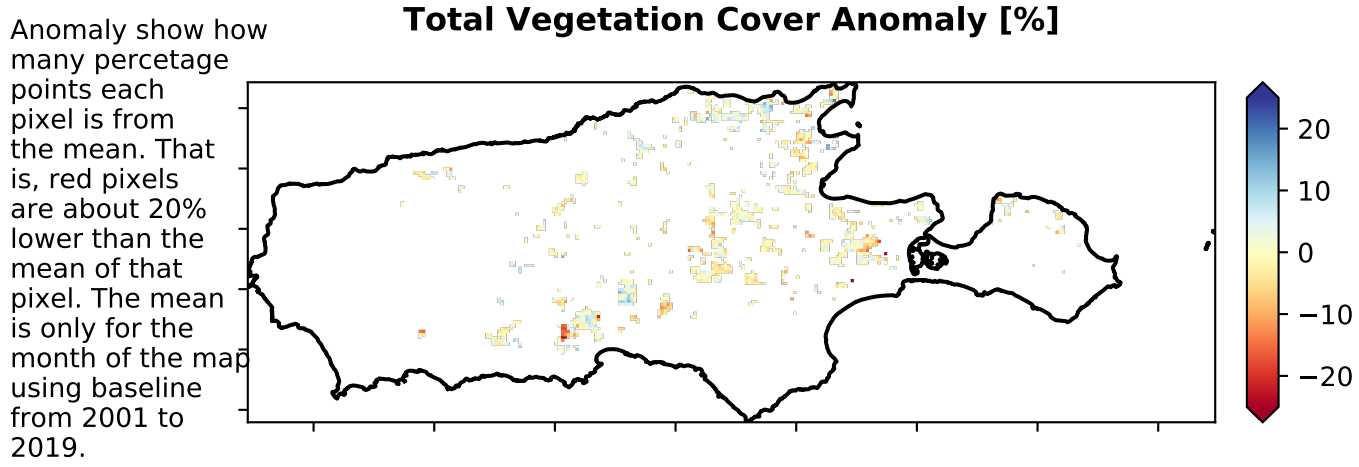 Total Vegetation Cover Anomaly [%]
Anomaly show how
many percetage
points each
pixel is from
the mean. That
is, red pixels
are about 20%
lower than the
mean of that
pixel. The mean
is only for the
month of the map
using baseline
from 2001 to
2019.
20
10
0
−10
−20